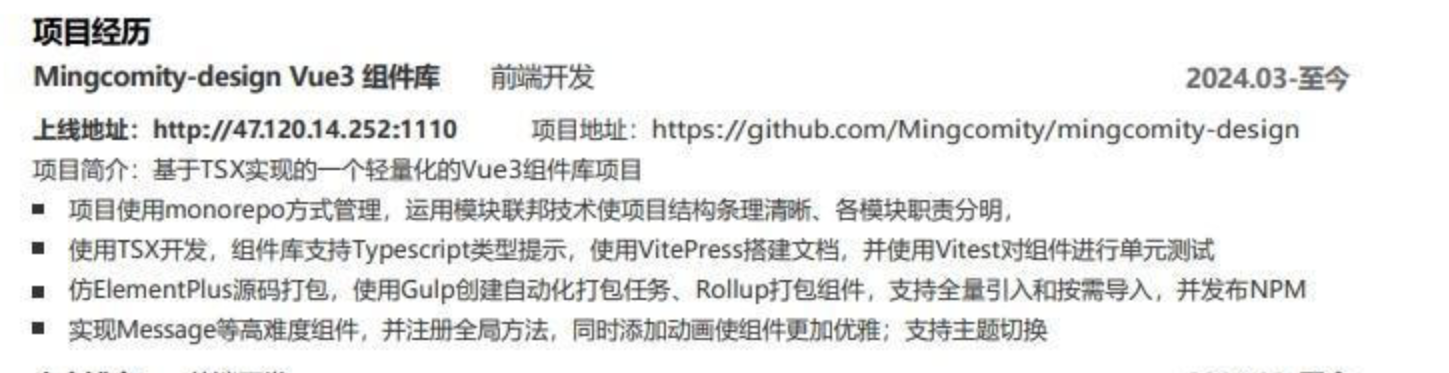 项目经历
Mingcomity-design Vue3 组件库 前端开发 2024.03-至今
上线地址：http://47.120.14.252:1110 项目地址：https://github.com/Mingcomity/mingcomity-design
项目简介：基于TSX实现的一个轻量化的Vue3组件库项目
■ 项目使用monorepo方式管理，运用模块联邦技术使项目结构条理清晰、各模块职责分明，
■ 使用TSX开发，组件库支持Typescript类型提示，使用VitePress搭建文档，并使用Vitest对组件进行单元测试
■ 仿ElementPlus源码打包，使用Gulp创建自动化打包任务、Rollup打包组件，支持全量引入和按需导入，并发布NPM
■ 实现Message等高难度组件，并注册全局方法，同时添加动画使组件更加优雅；支持主题切换